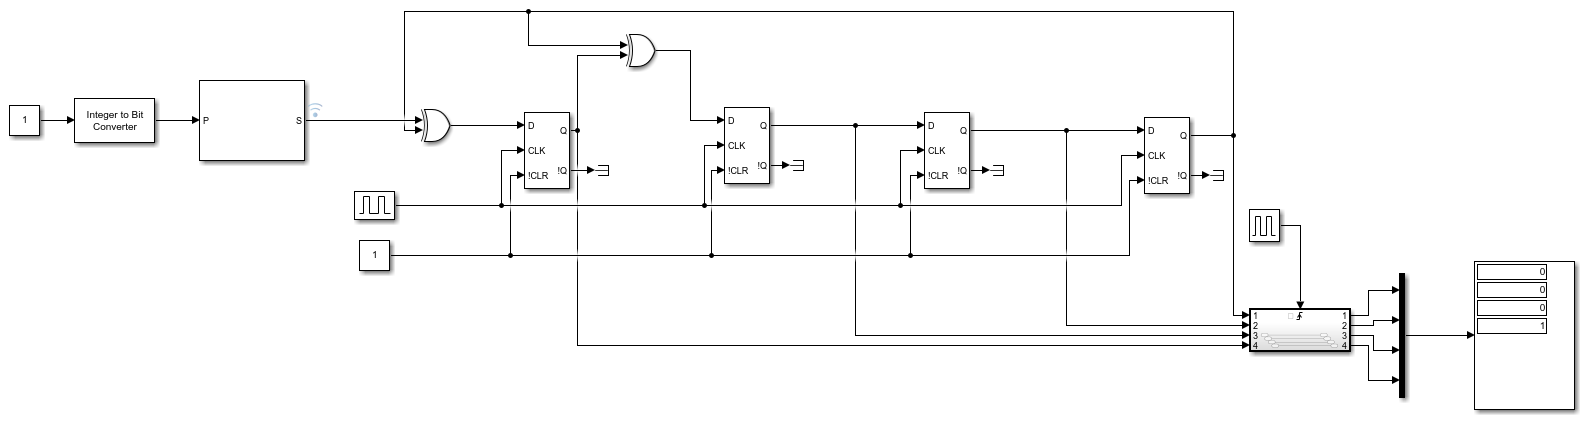 1
Integer to Bit
Converter
P
S
D
CLK
!CLR
Q
!Q
D
CLK
!CLR
Q
!Q
D
CLK
!CLR
Q
!Q
D
CLK
!CLR
Q
!Q
1
1
2
3
4
1
2
3
4
0
0
0
1